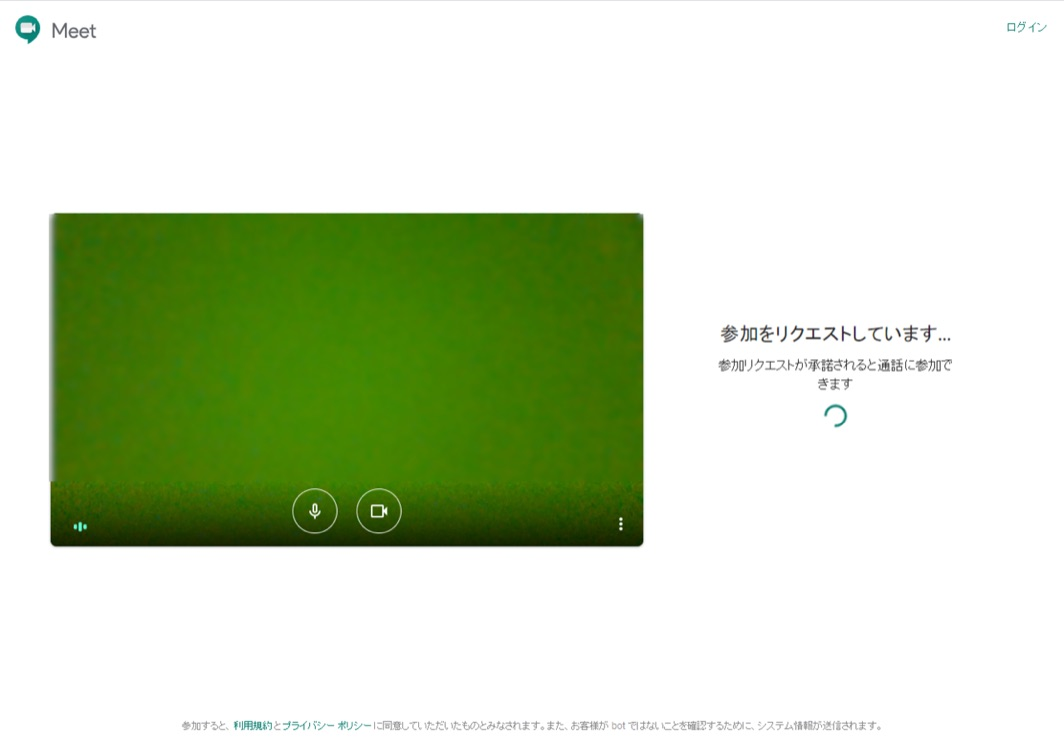 Meet
ログイン
参加をリクエストしています...
参加リクエストが承諾されると通話に参加で
きます
参加すると、利用規約とプライバシー ポリシーに同意していただいたものとみなされます。また、お客様が bot ではないことを確認するために、システム情報が送信されます。